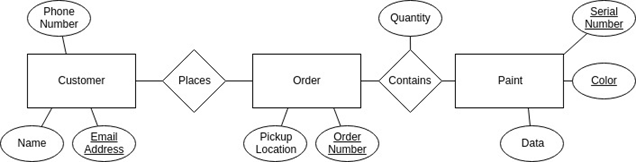 Phone
Number
Quantity
Serial
Number
Customer
Places
Order
Contains
Paint
Color
Name
Email
Address
Pickup
Location
Order
Number
Data